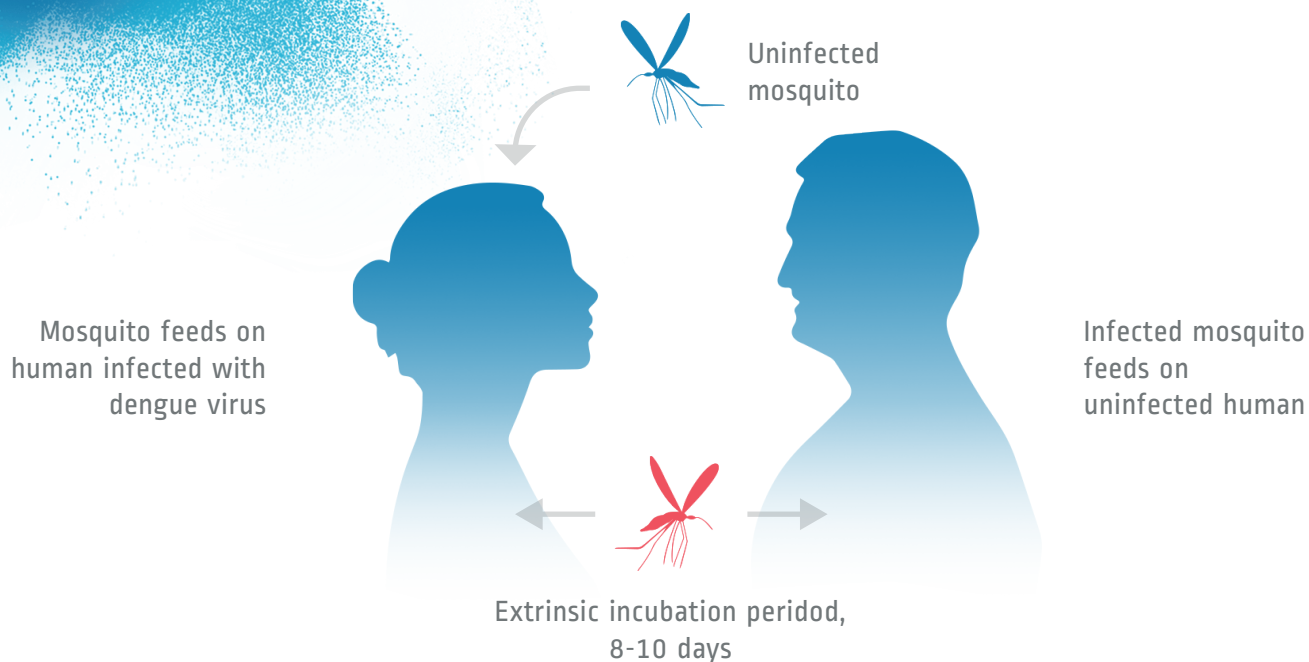 Uninfected
mosquito
Mosquito feeds on
human infected with
dengue virus
Infected mosquito
feeds on
uninfected human
Extrinsic incubation peridod,
8-10 days